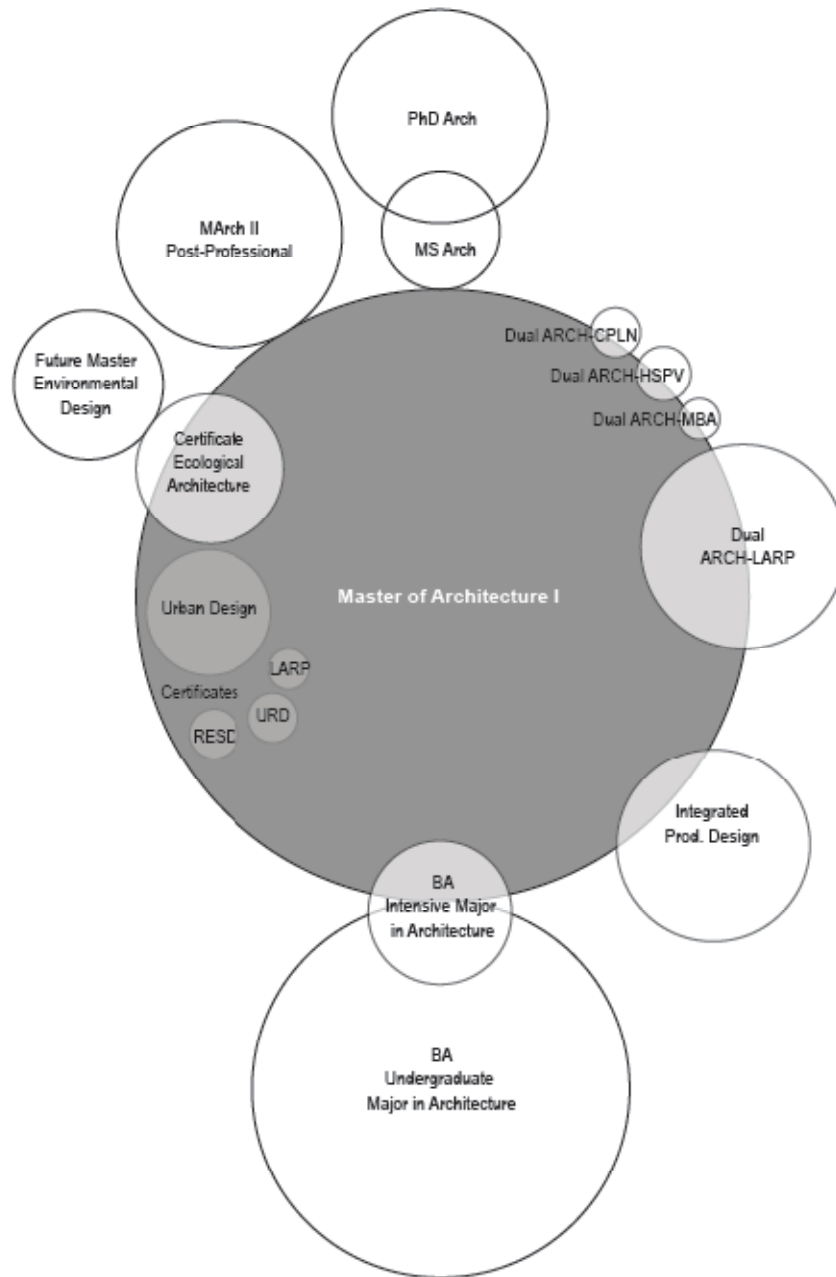 PhD Arch
MArch II
Post-Professional
MS Arch
Dual ARCH-CPLN
Future Master
Environmental
Design
Dual ARCH-HSPV
Dual ARCH-MBA
Certificate
Ecological
Architecture
Dual
ARCH-LARP
Master of Architecture I
Urban Design
LARP
Certificates
URD
RESD
Integrated
Prod. Design
BA
Intensive Major
in Architecture
BA
Undergraduate
Major in Architecture